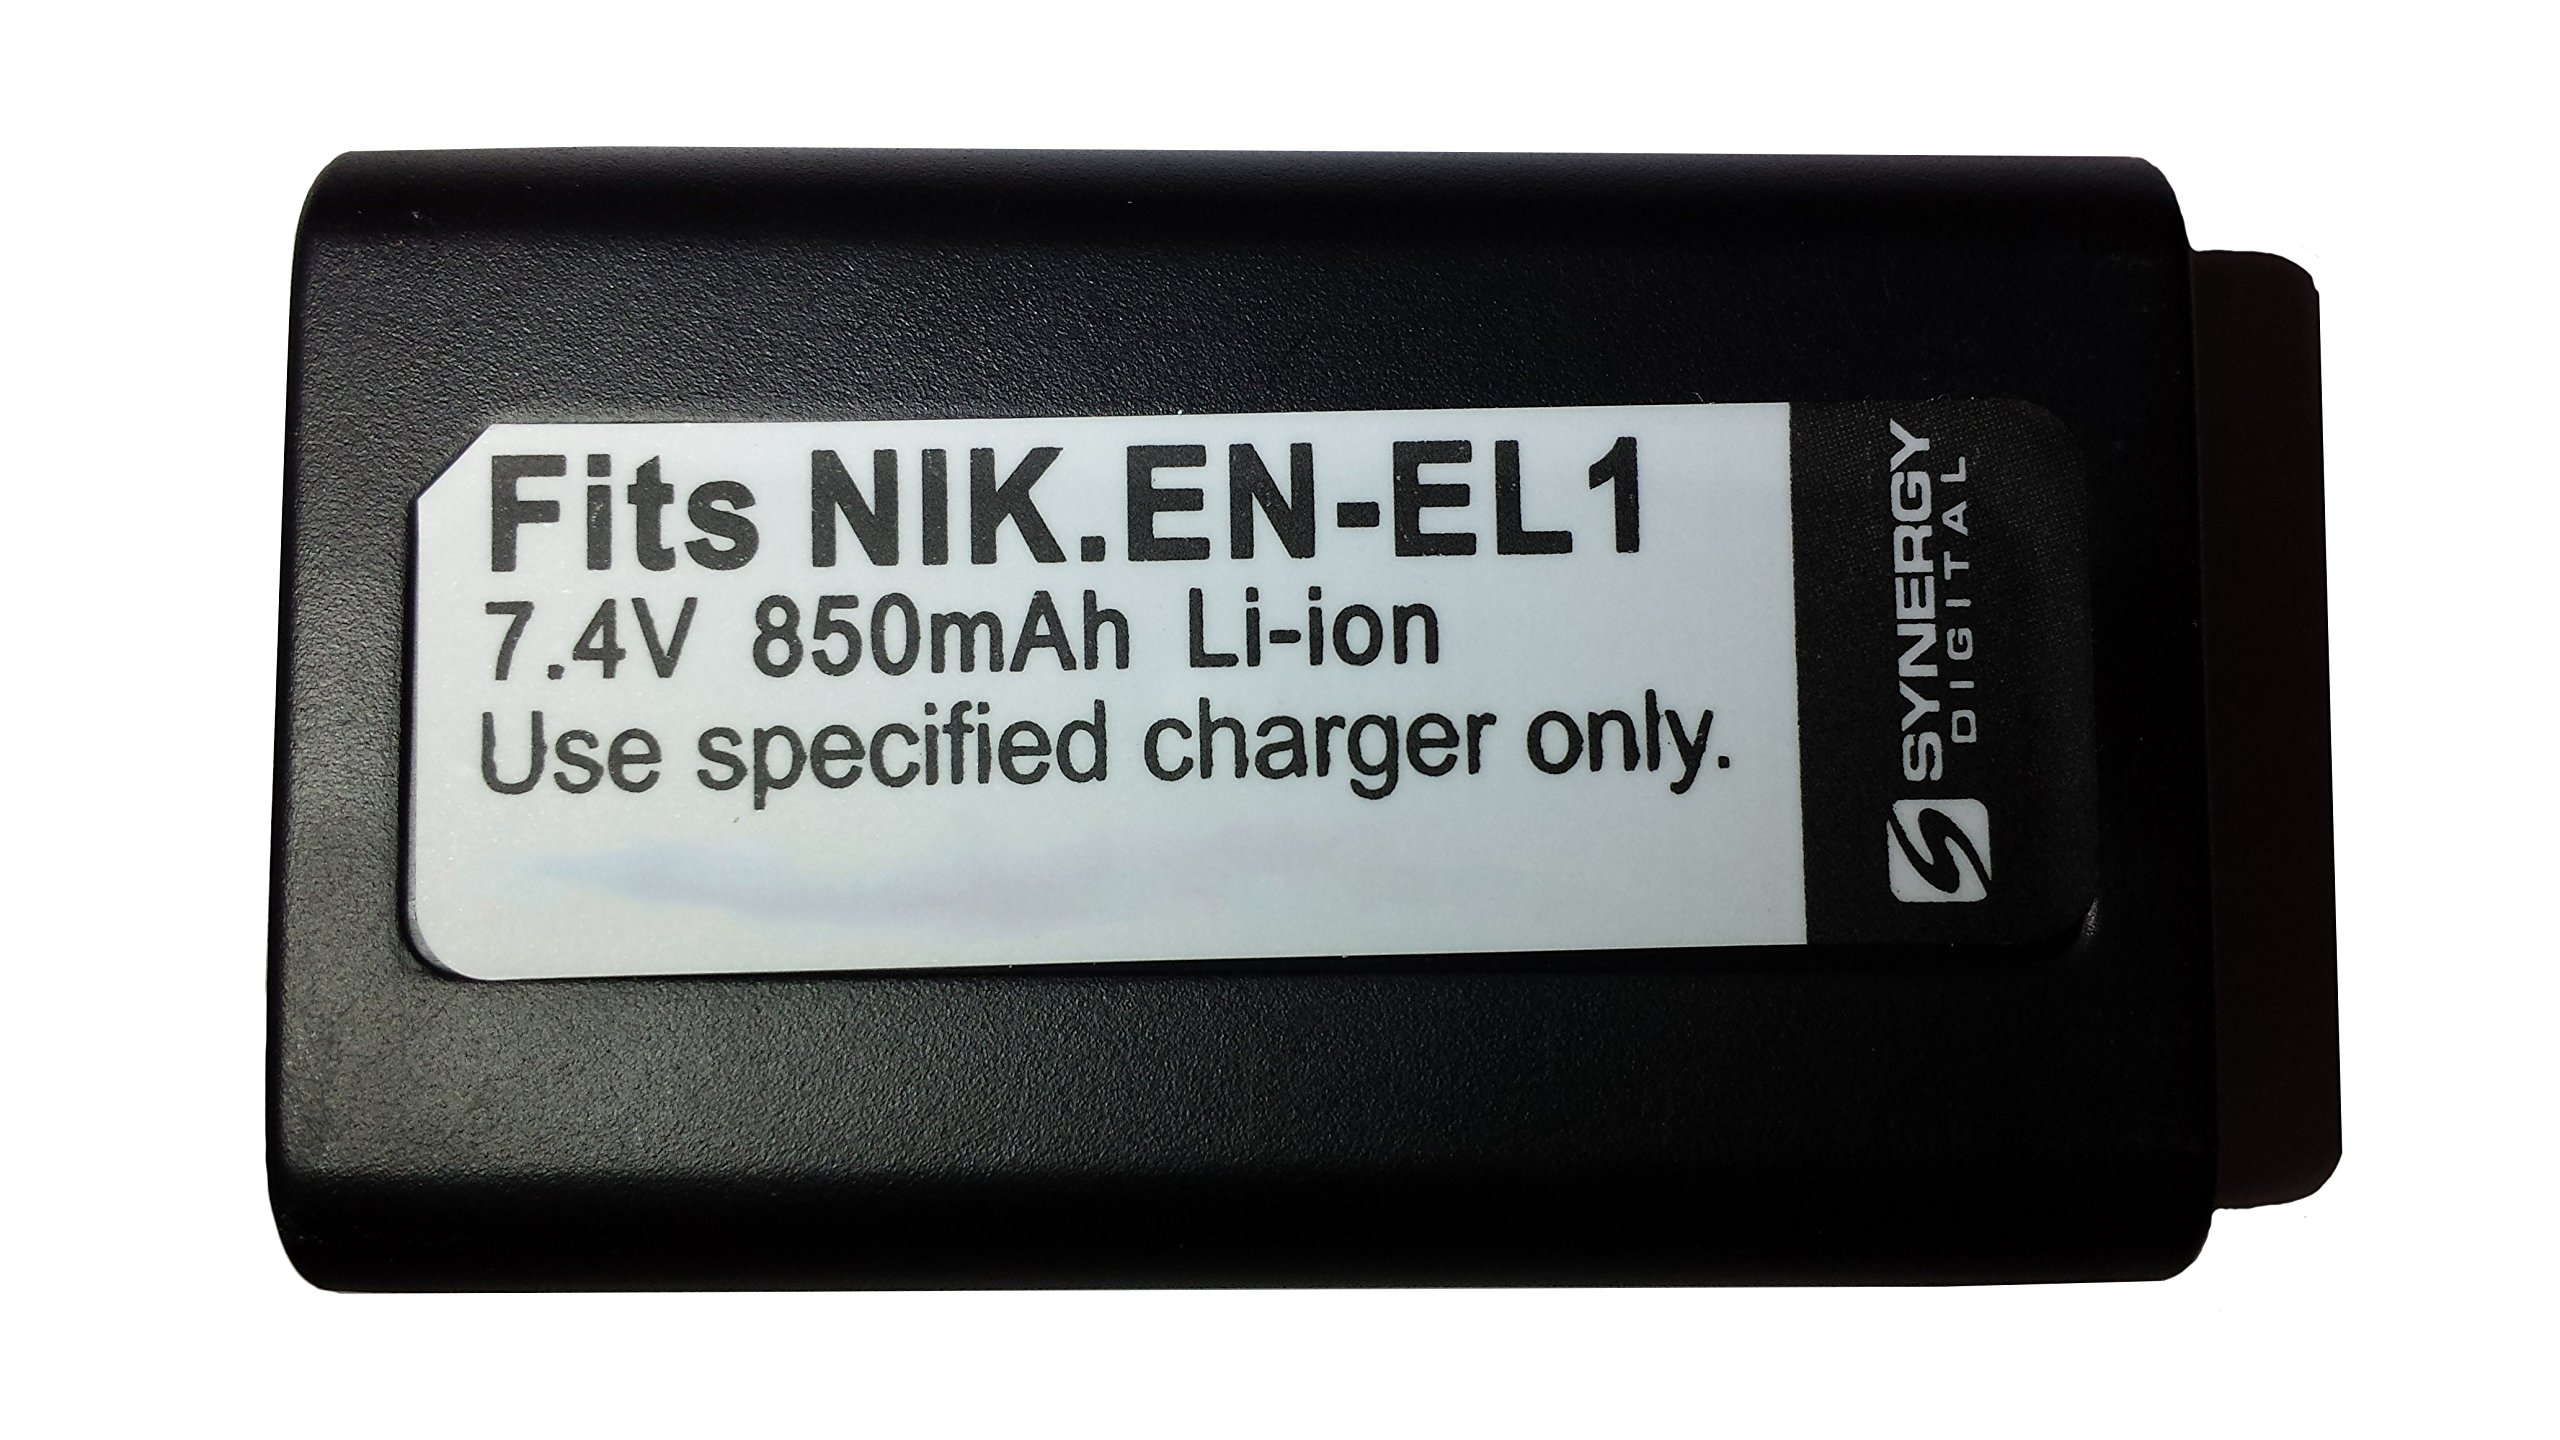 Fits NIK.EN-EL1
7.4V 850mAh Li-ion
Use specified charger only.
SYNERGY
DIGITAL